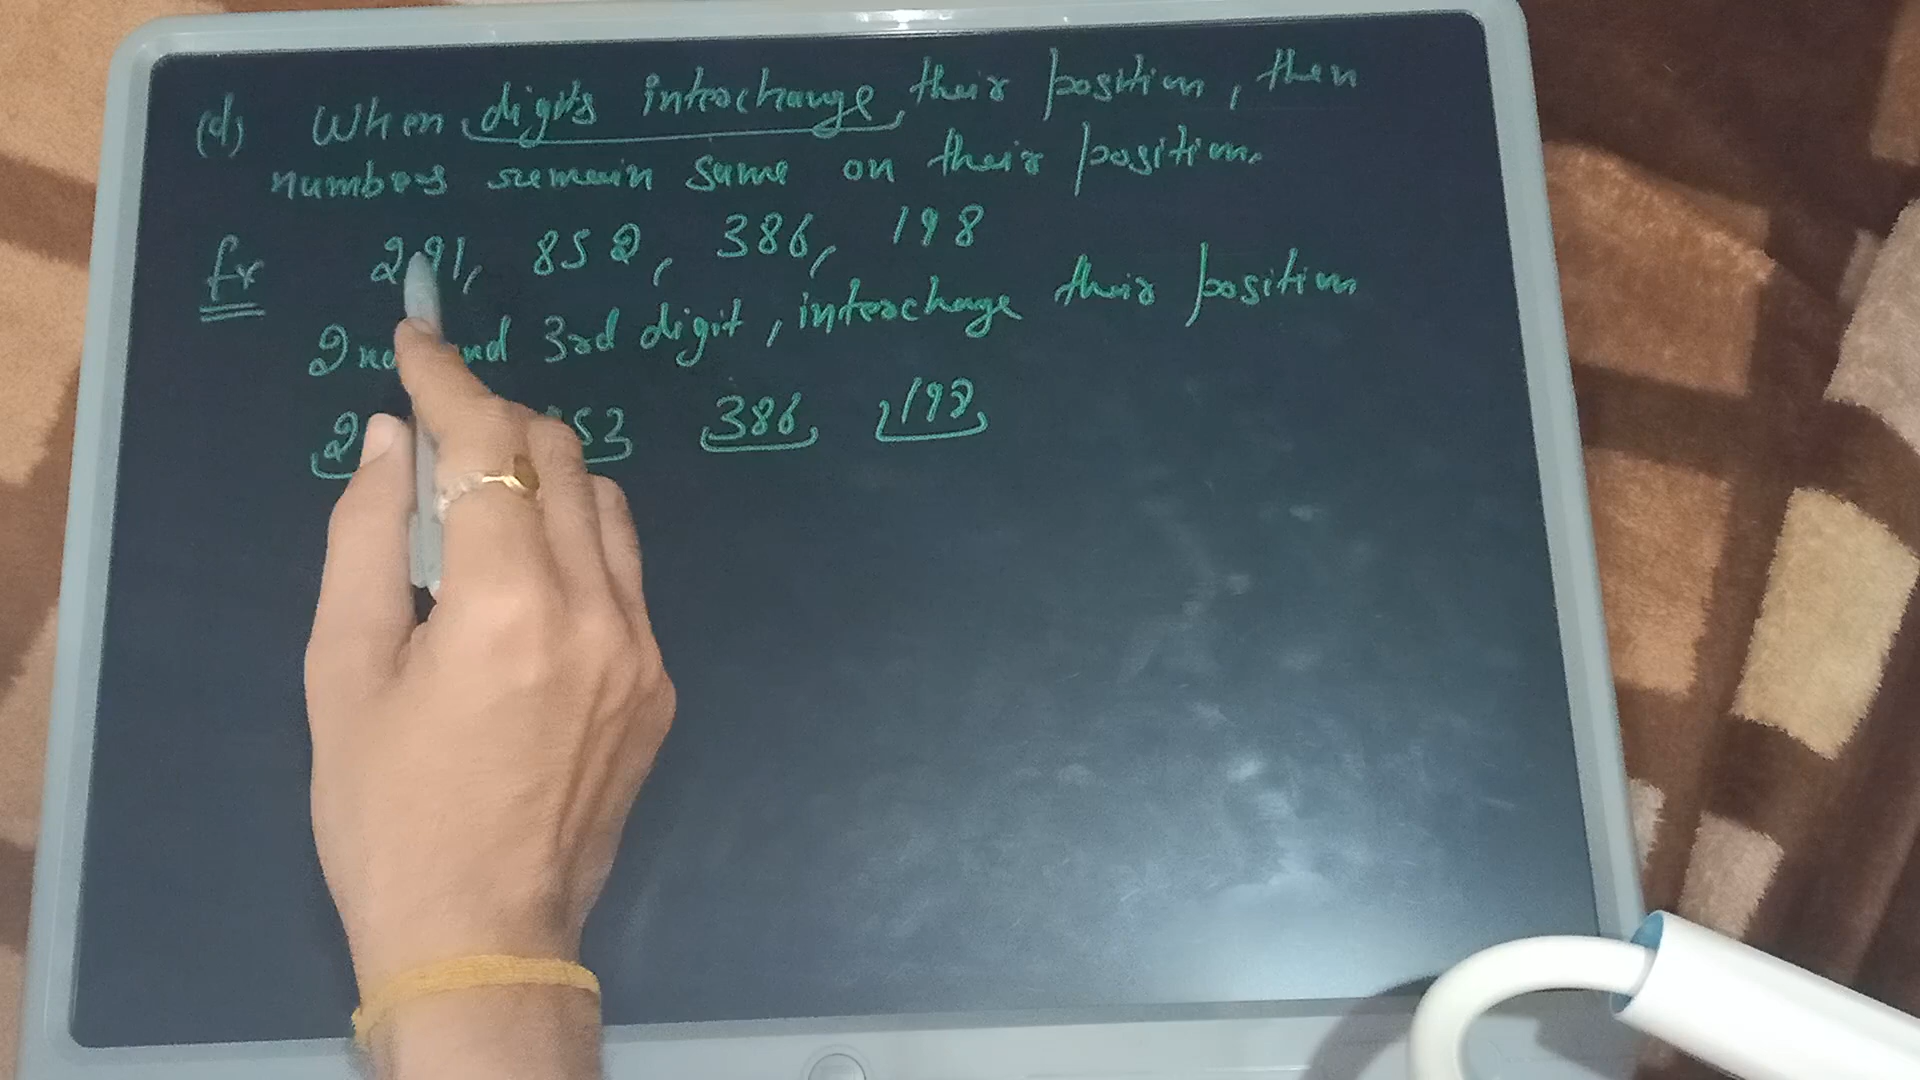 (d) When digits interchange their position, then
numbers remain same on their position.
Ex 291, 852, 386, 198
and 3rd digit, interchange their position
386 198